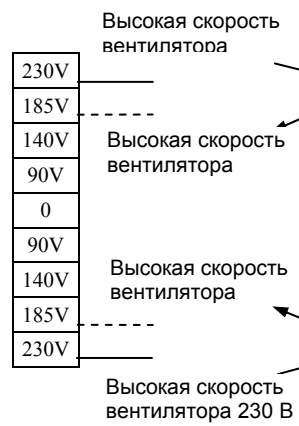 Высокая скорость
вентилятора
230V
185V
140V
Высокая скорость
вентилятора
90V
0
90V
Высокая скорость
вентилятора
140V
185V
230V
Высокая скорость
вентилятора 230 В